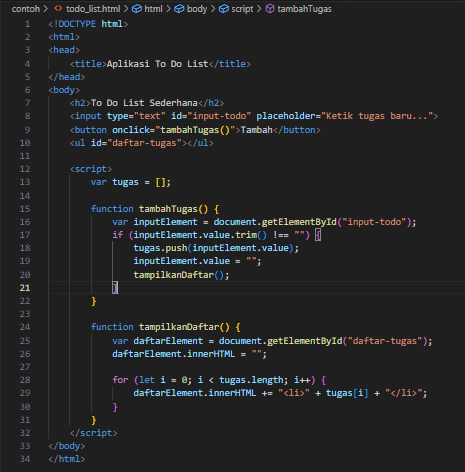 contoh > todo_list.html > html > body > script > tambahTugas
1 <!DOCTYPE html>
2 <html>
3 <head>
4     <title>Aplikasi To Do List</title>
5 </head>
6 <body>
7     <h2>To Do List Sederhana</h2>
8     <input type="text" id="input-todo" placeholder="Ketik tugas baru...">
9     <button onclick="tambahTugas()">Tambah</button>
10     <ul id="daftar-tugas"></ul>
11
12     <script>
13         var tugas = [];
14
15         function tambahTugas() {
16             var inputElement = document.getElementById("input-todo");
17             if (inputElement.value.trim() !== "") {
18                 tugas.push(inputElement.value);
19                 inputElement.value = "";
20                 tampilkanDaftar();
21             }
22         }
23
24         function tampilkanDaftar() {
25             var daftarElement = document.getElementById("daftar-tugas");
26             daftarElement.innerHTML = "";
27
28             for (let i = 0; i < tugas.length; i++) {
29                 daftarElement.innerHTML += "<li>" + tugas[i] + "</li>";
30             }
31         }
32     </script>
33 </body>
34 </html>